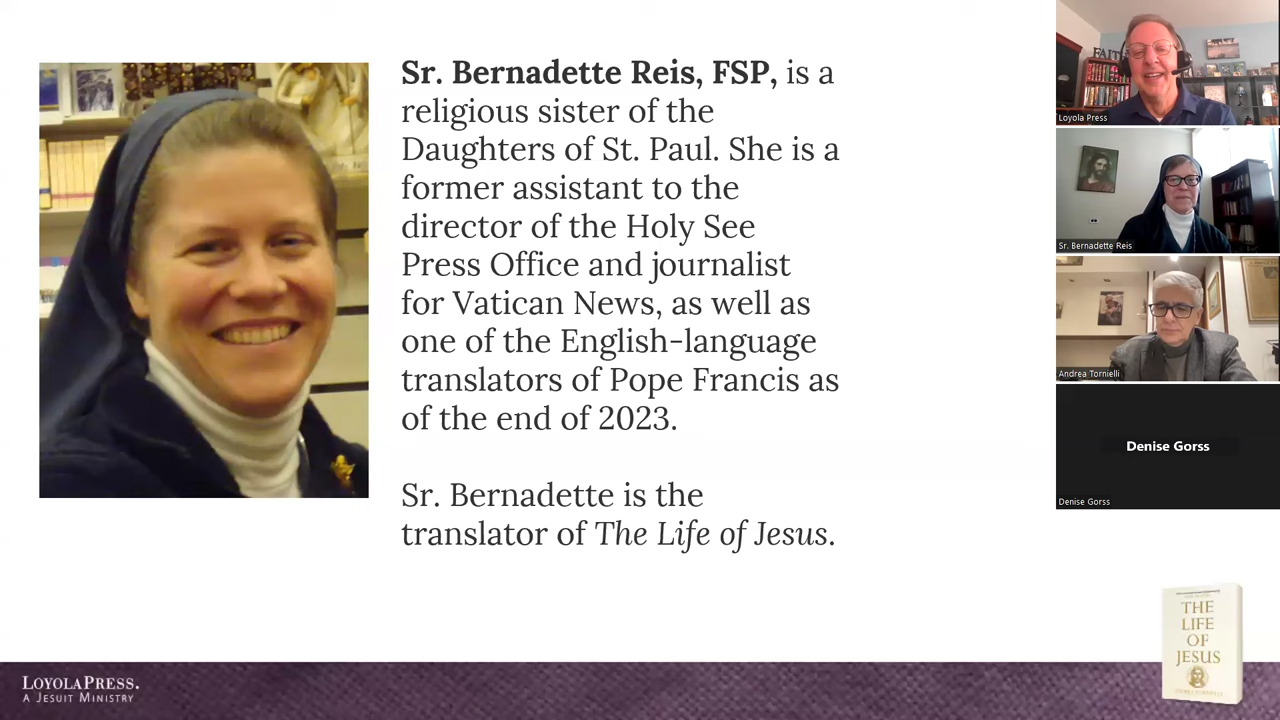 Sr. Bernadette Reis, FSP, is a
religious sister of the
Daughters of St. Paul. She is a
former assistant to the
director of the Holy See
Press Office and journalist
for Vatican News, as well as
one of the English-language
translators of Pope Francis as
of the end of 2023.
Sr. Bernadette is the
translator of The Life of Jesus.
FAIT
Loyola Press
Sr. Bernadette Reis
Andrea Tornielli
Denise Gorss
Denise Gorss
THE
LIFE
OF
JESUS
ANDREA TORNIELLI
LOYOLAPRESS.
A JESUIT MINISTRY